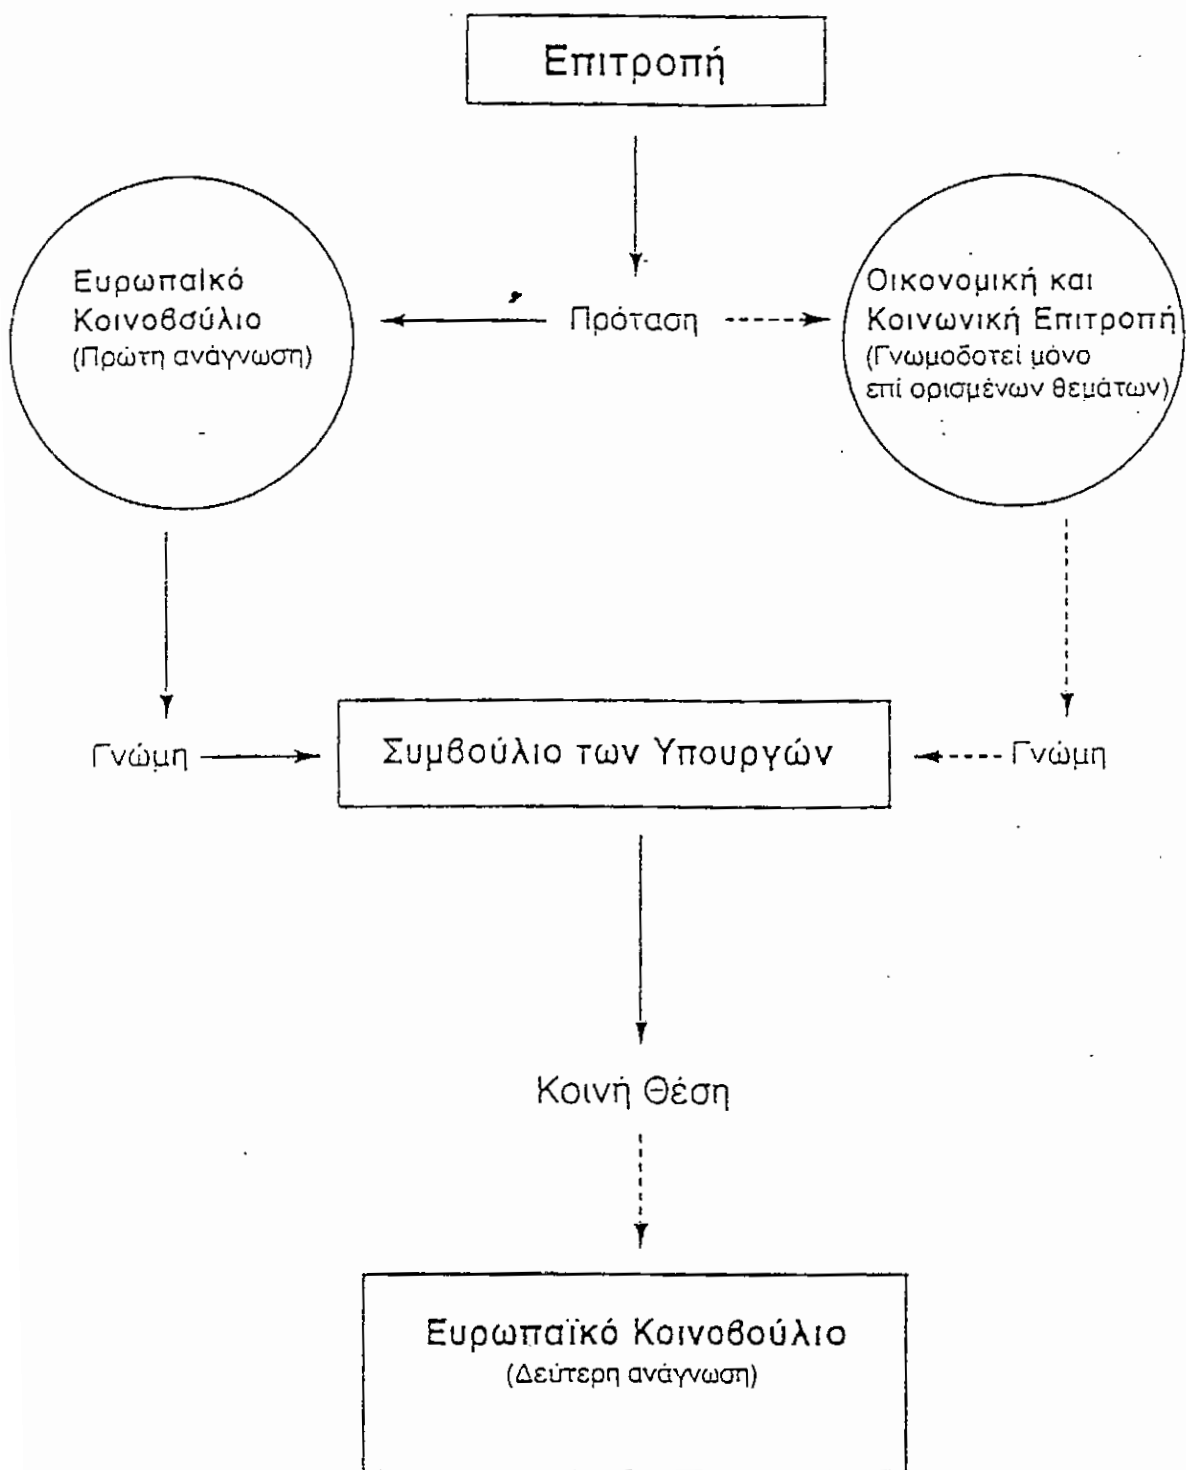 Επιτροπή
Ευρωπαϊκό
Κοινοβούλιο
(Πρώτη ανάγνωση)
Πρόταση
Οικονομική και
Κοινωνική Επιτροπή
(Γνωμοδοτεί μόνο
επί ορισμένων θεμάτων)
Γνώμη
Συμβούλιο των Υπουργών
Γνώμη
Κοινή Θέση
Ευρωπαϊκό Κοινοβούλιο
(Δεύτερη ανάγνωση)